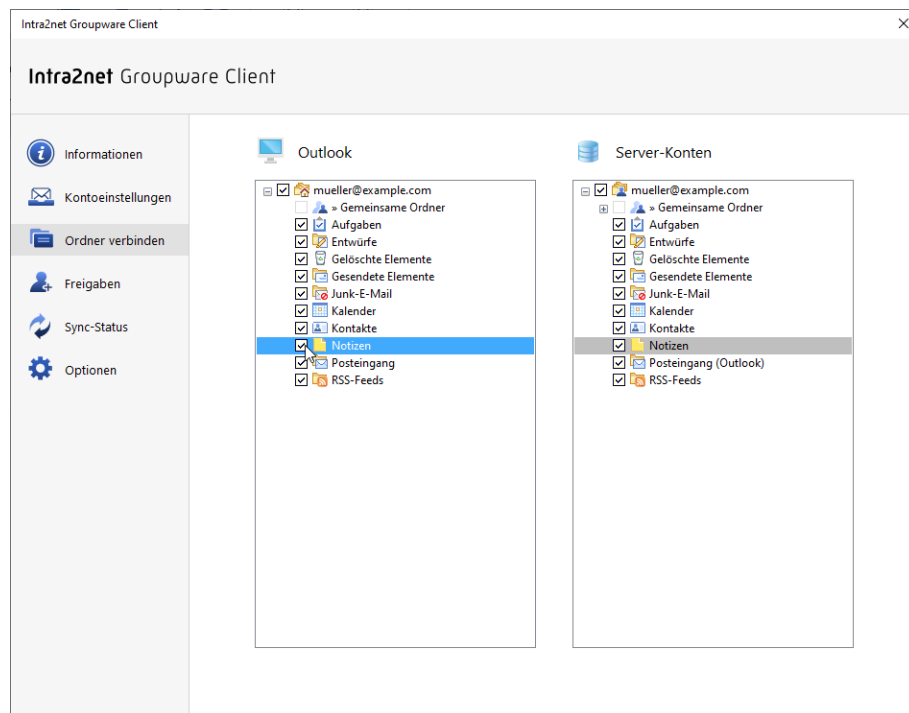 Intra2net Groupware Client
Intra2net Groupware Client
Informationen
Kontoeinstellungen
Ordner verbinden
Freigaben
Sync-Status
Optionen
Outlook
mueller@example.com
» Gemeinsame Ordner
Aufgaben
Entwürfe
Gelöschte Elemente
Gesendete Elemente
Junk-E-Mail
Kalender
Kontakte
Notizen
Posteingang
RSS-Feeds
Server-Konten
mueller@example.com
» Gemeinsame Ordner
Aufgaben
Entwürfe
Gelöschte Elemente
Gesendete Elemente
Junk-E-Mail
Kalender
Kontakte
Notizen
Posteingang (Outlook)
RSS-Feeds